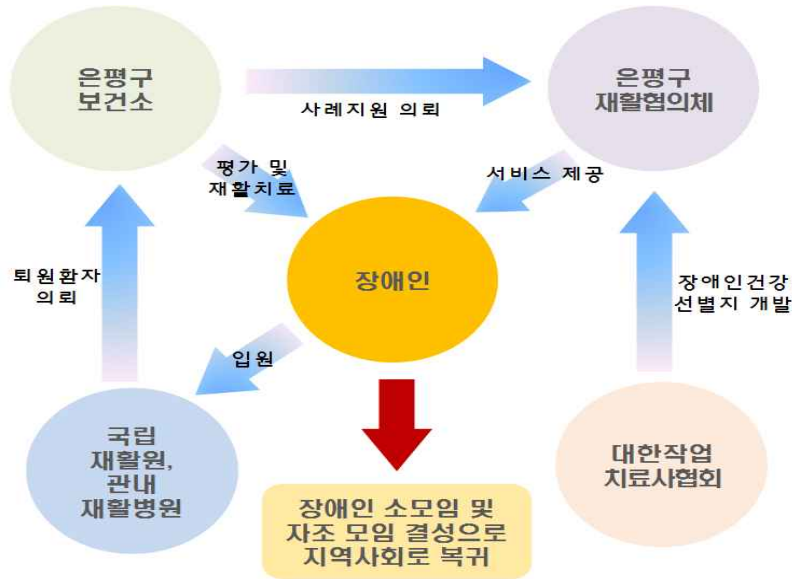 은평구
보건소
사례지원 의뢰
은평구
재활협의체
평가 및
재활치료
서비스 제공
장애인
퇴원환자
의뢰
장애인건강
선별지 개발
입원
국립
재활원,
관내
재활병원
대한작업
치료사협회
장애인 소모임 및
자조 모임 결성으로
지역사회로 복귀